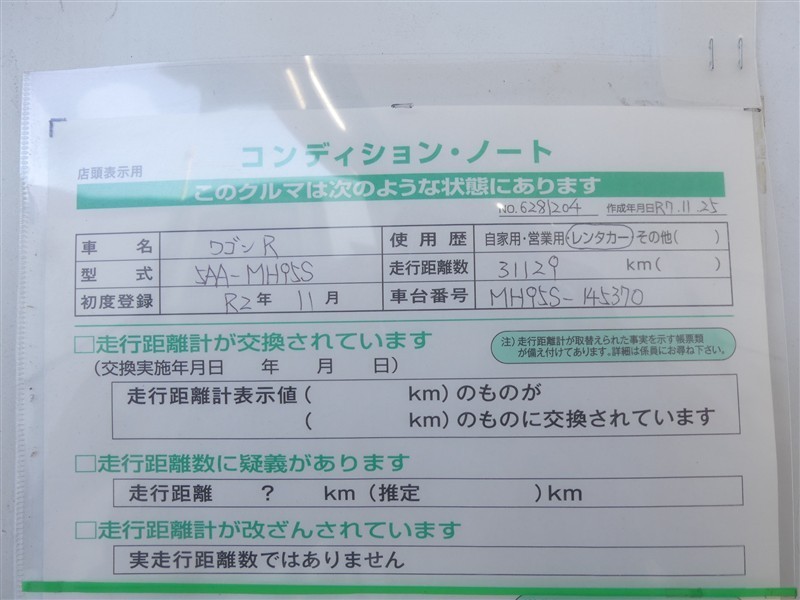 コンディション・ノート
店頭表示用
このクルマは次のような状態にあります
NO.6281204 作成年月日R7.11.25
車名 ワゴンR 使用歴 自家用・営業用・レンタカー・その他( )
型式 5AA-MH95S 走行距離数 31129 km( )
初度登録 R2年 11月 車台番号 MH95S-145370
□走行距離計が交換されています
注)走行距離計が取替えられた事実を示す帳票類
が備え付けてあります。詳細は係員にお尋ね下さい。
(交換実施年月日 年 月 日)
走行距離計表示値( km)のものが
( km)のものに交換されています
□走行距離数に疑義があります
走行距離 ? km(推定 )km
□走行距離計が改ざんされています
実走行距離数ではありません